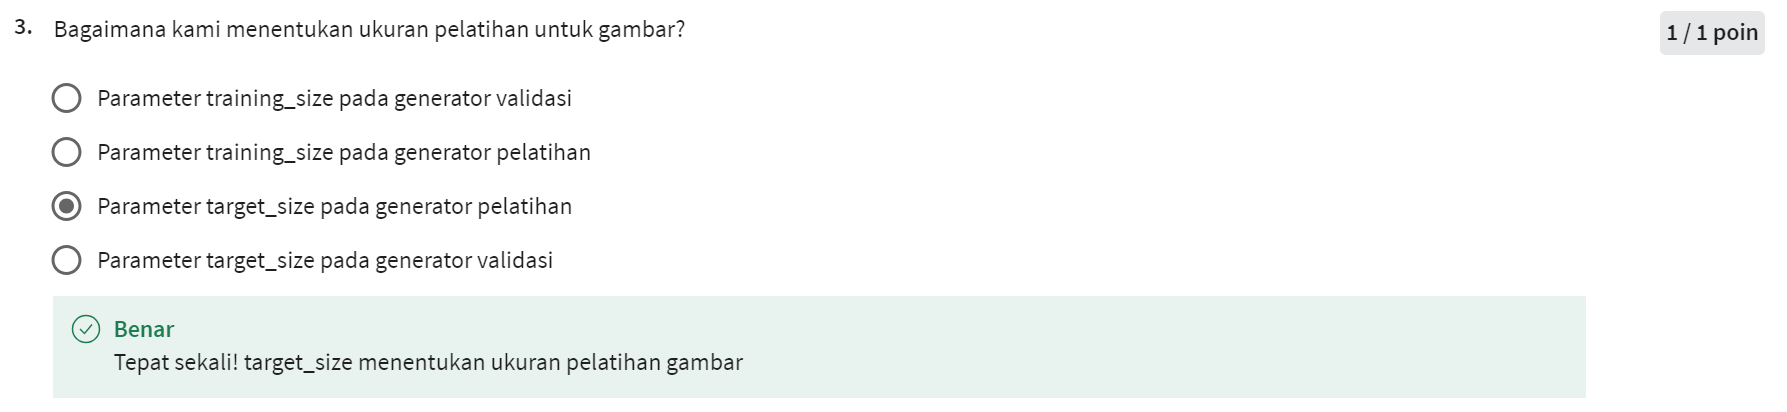 3. Bagaimana kami menentukan ukuran pelatihan untuk gambar?
1 / 1 poin
Parameter training_size pada generator validasi
Parameter training_size pada generator pelatihan
Parameter target_size pada generator pelatihan
Parameter target_size pada generator validasi
Benar
Tepat sekali! target_size menentukan ukuran pelatihan gambar